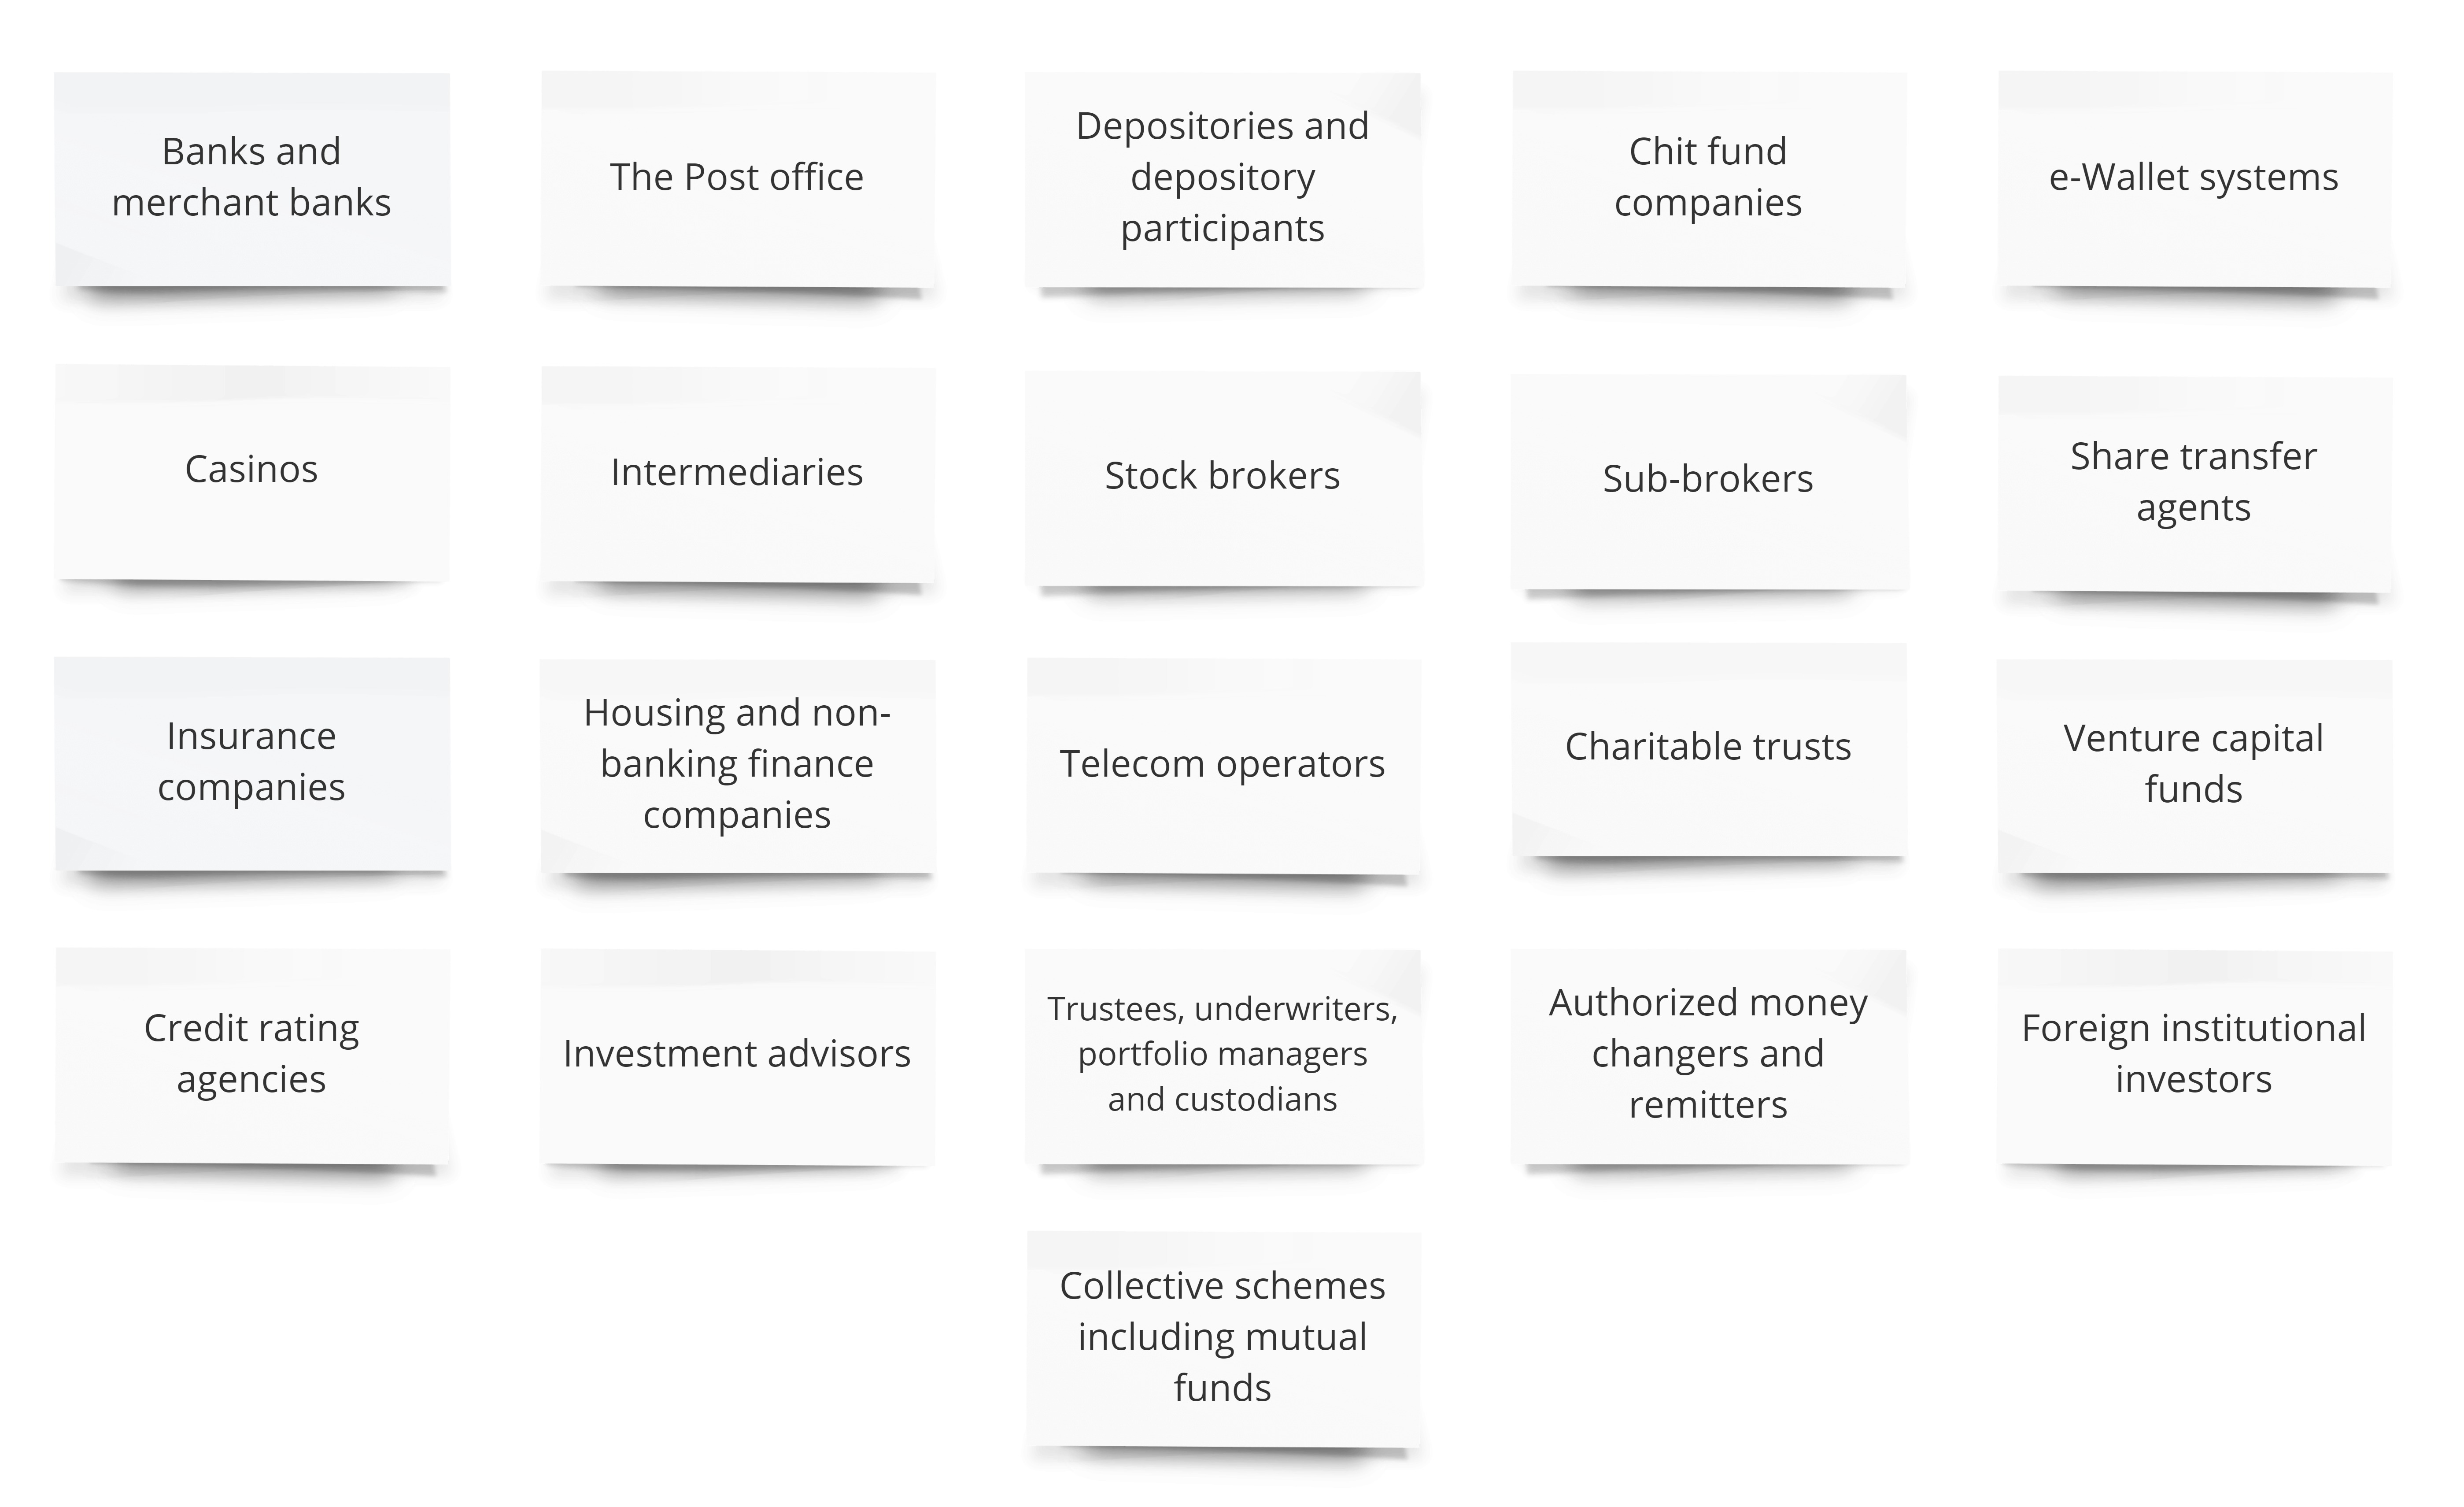 Banks and
merchant banks
The Post office
Depositories and
depository
participants
Chit fund
companies
e-Wallet systems
Casinos
Intermediaries
Stock brokers
Sub-brokers
Share transfer
agents
Insurance
companies
Housing and non-
banking finance
companies
Telecom operators
Charitable trusts
Venture capital
funds
Credit rating
agencies
Investment advisors
Trustees, underwriters,
portfolio managers
and custodians
Authorized money
changers and
remitters
Foreign institutional
investors
Collective schemes
including mutual
funds